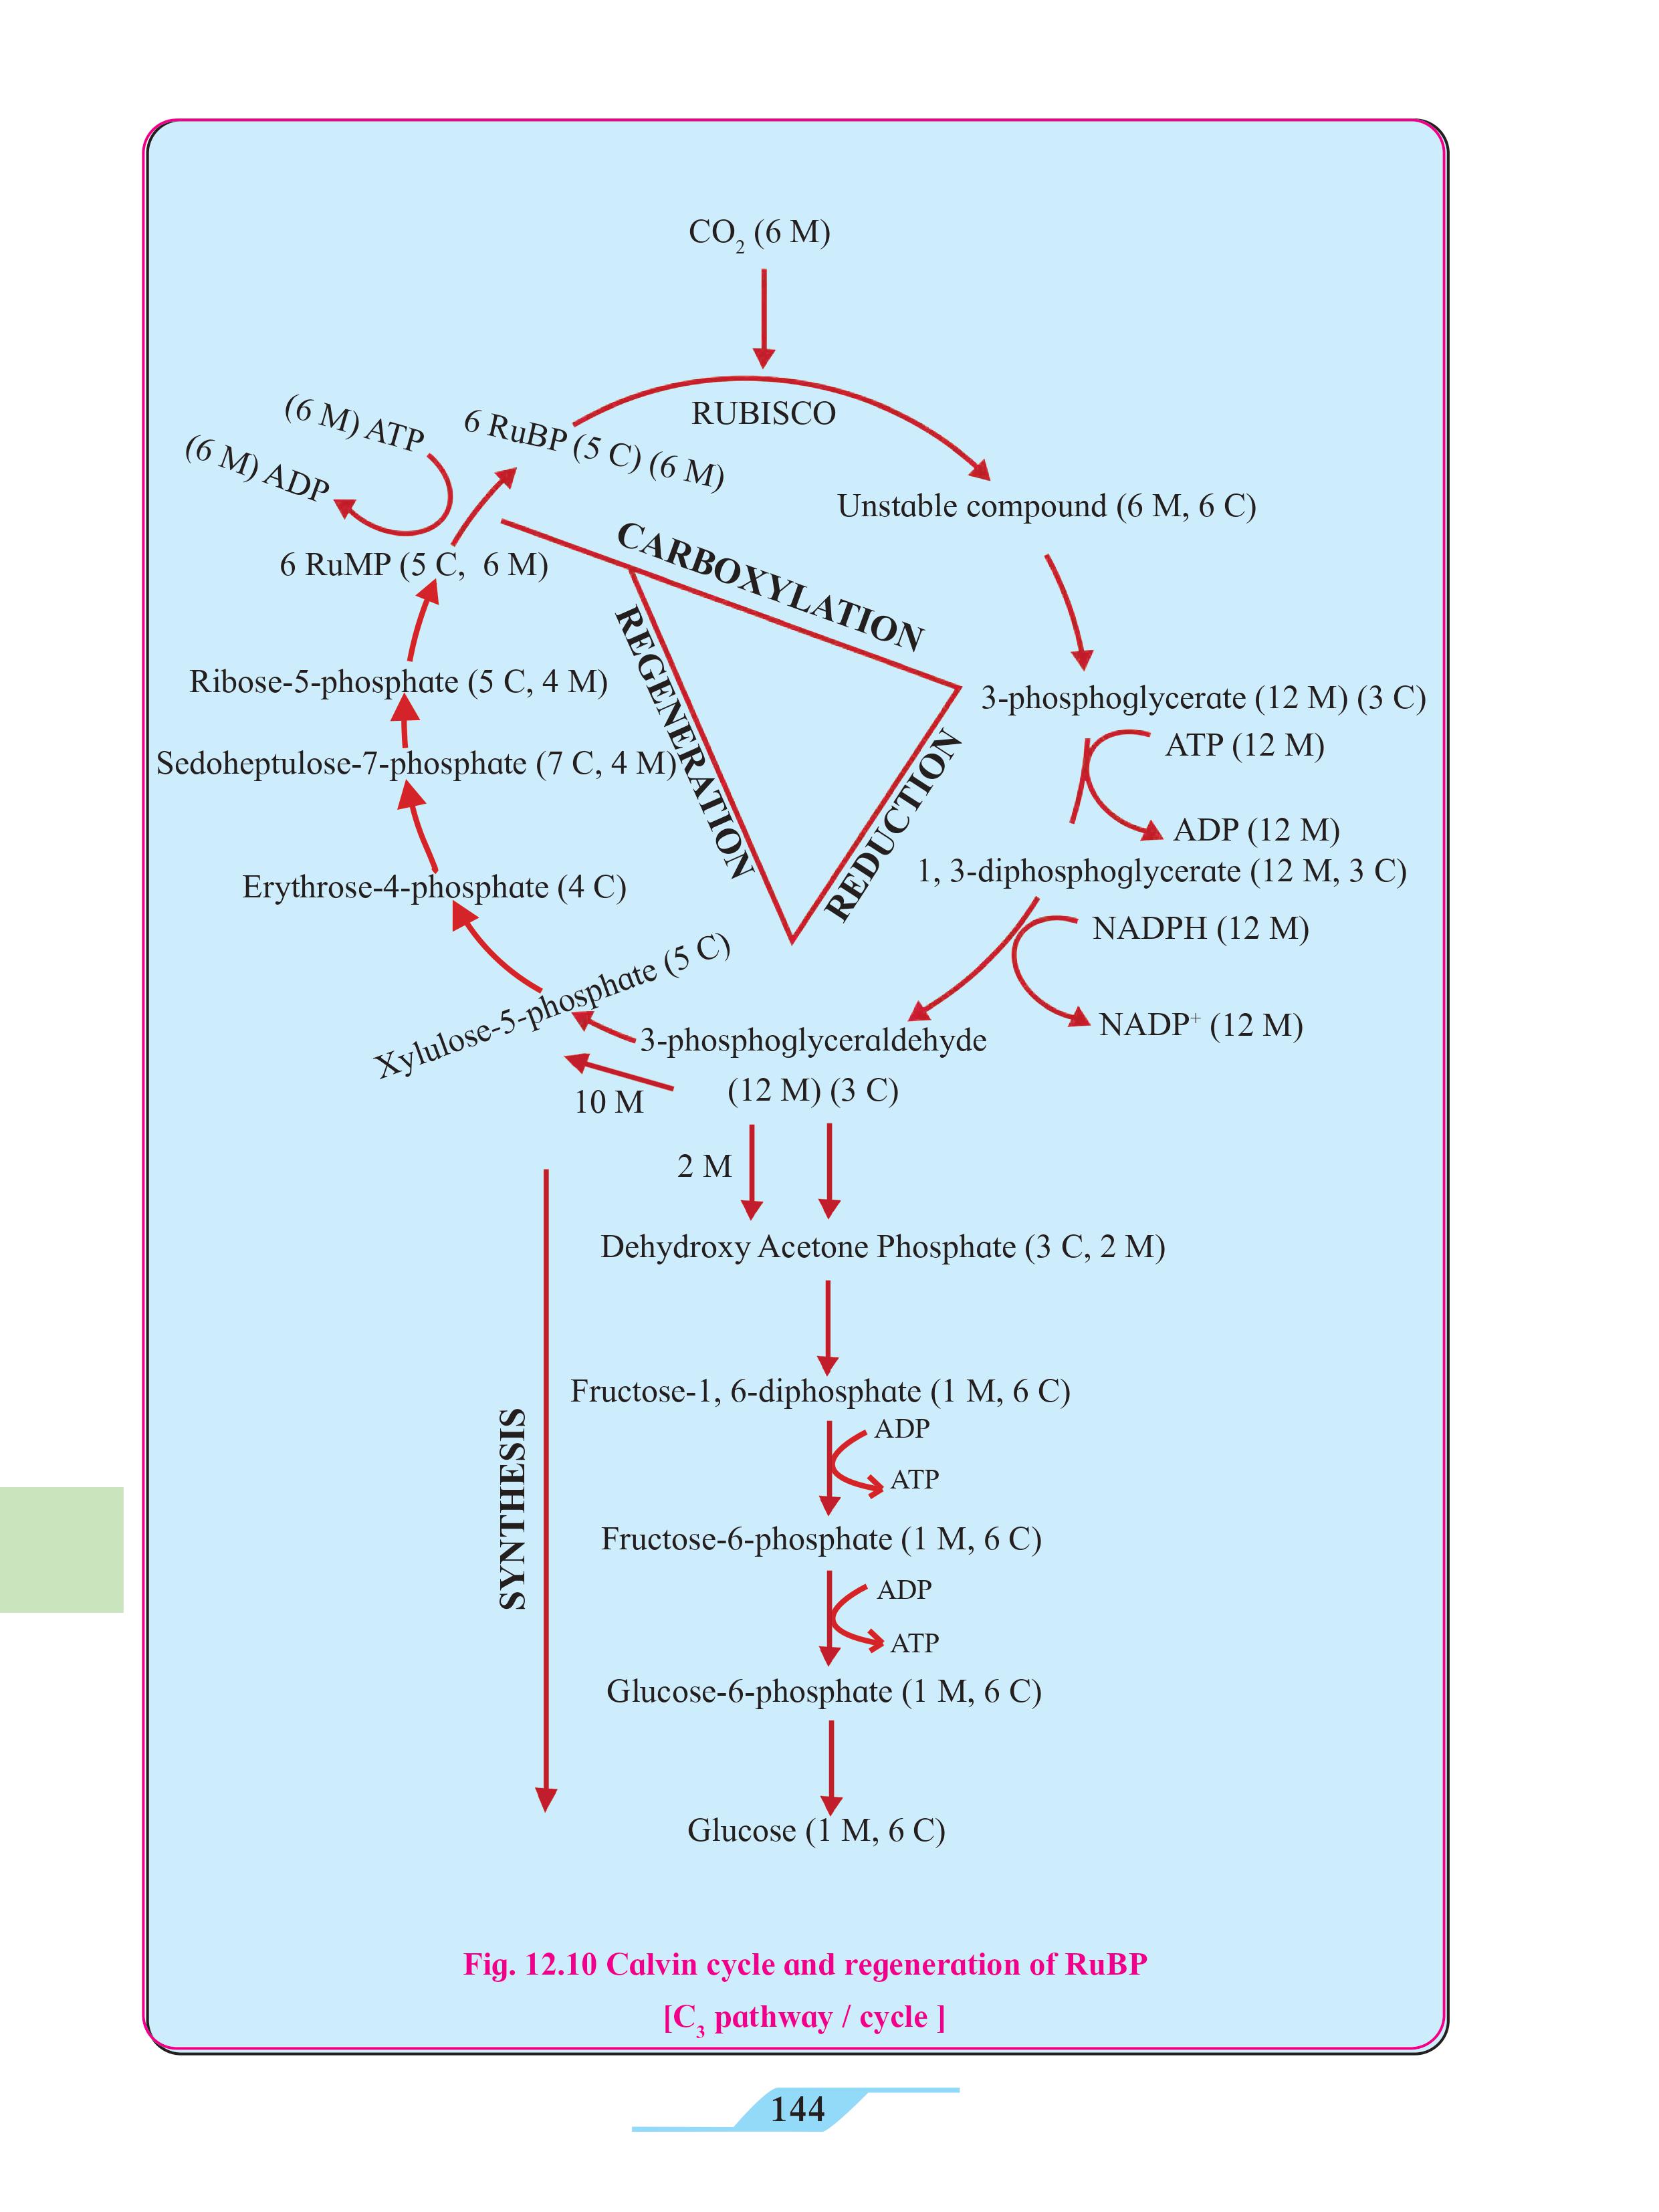 CO₂ (6 M)
RUBISCO
(6 M) ATP
(6 M) ADP
6 RuBP (5 C) (6 M)
Unstable compound (6 M, 6 C)
6 RuMP (5 C, 6 M)
CARBOXYLATION
REGENERATION
REDUCTION
Ribose-5-phosphate (5 C, 4 M)
3-phosphoglycerate (12 M) (3 C)
ATP (12 M)
Sedoheptulose-7-phosphate (7 C, 4 M)
ADP (12 M)
1, 3-diphosphoglycerate (12 M, 3 C)
Erythrose-4-phosphate (4 C)
NADPH (12 M)
Xylulose-5-phosphate (5 C)
NADP⁺ (12 M)
3-phosphoglyceraldehyde
(12 M) (3 C)
10 M
2 M
Dehydroxy Acetone Phosphate (3 C, 2 M)
Fructose-1, 6-diphosphate (1 M, 6 C)
ADP
ATP
SYNTHESIS
Fructose-6-phosphate (1 M, 6 C)
ADP
ATP
Glucose-6-phosphate (1 M, 6 C)
Glucose (1 M, 6 C)
Fig. 12.10 Calvin cycle and regeneration of RuBP
[C₃ pathway / cycle ]
144